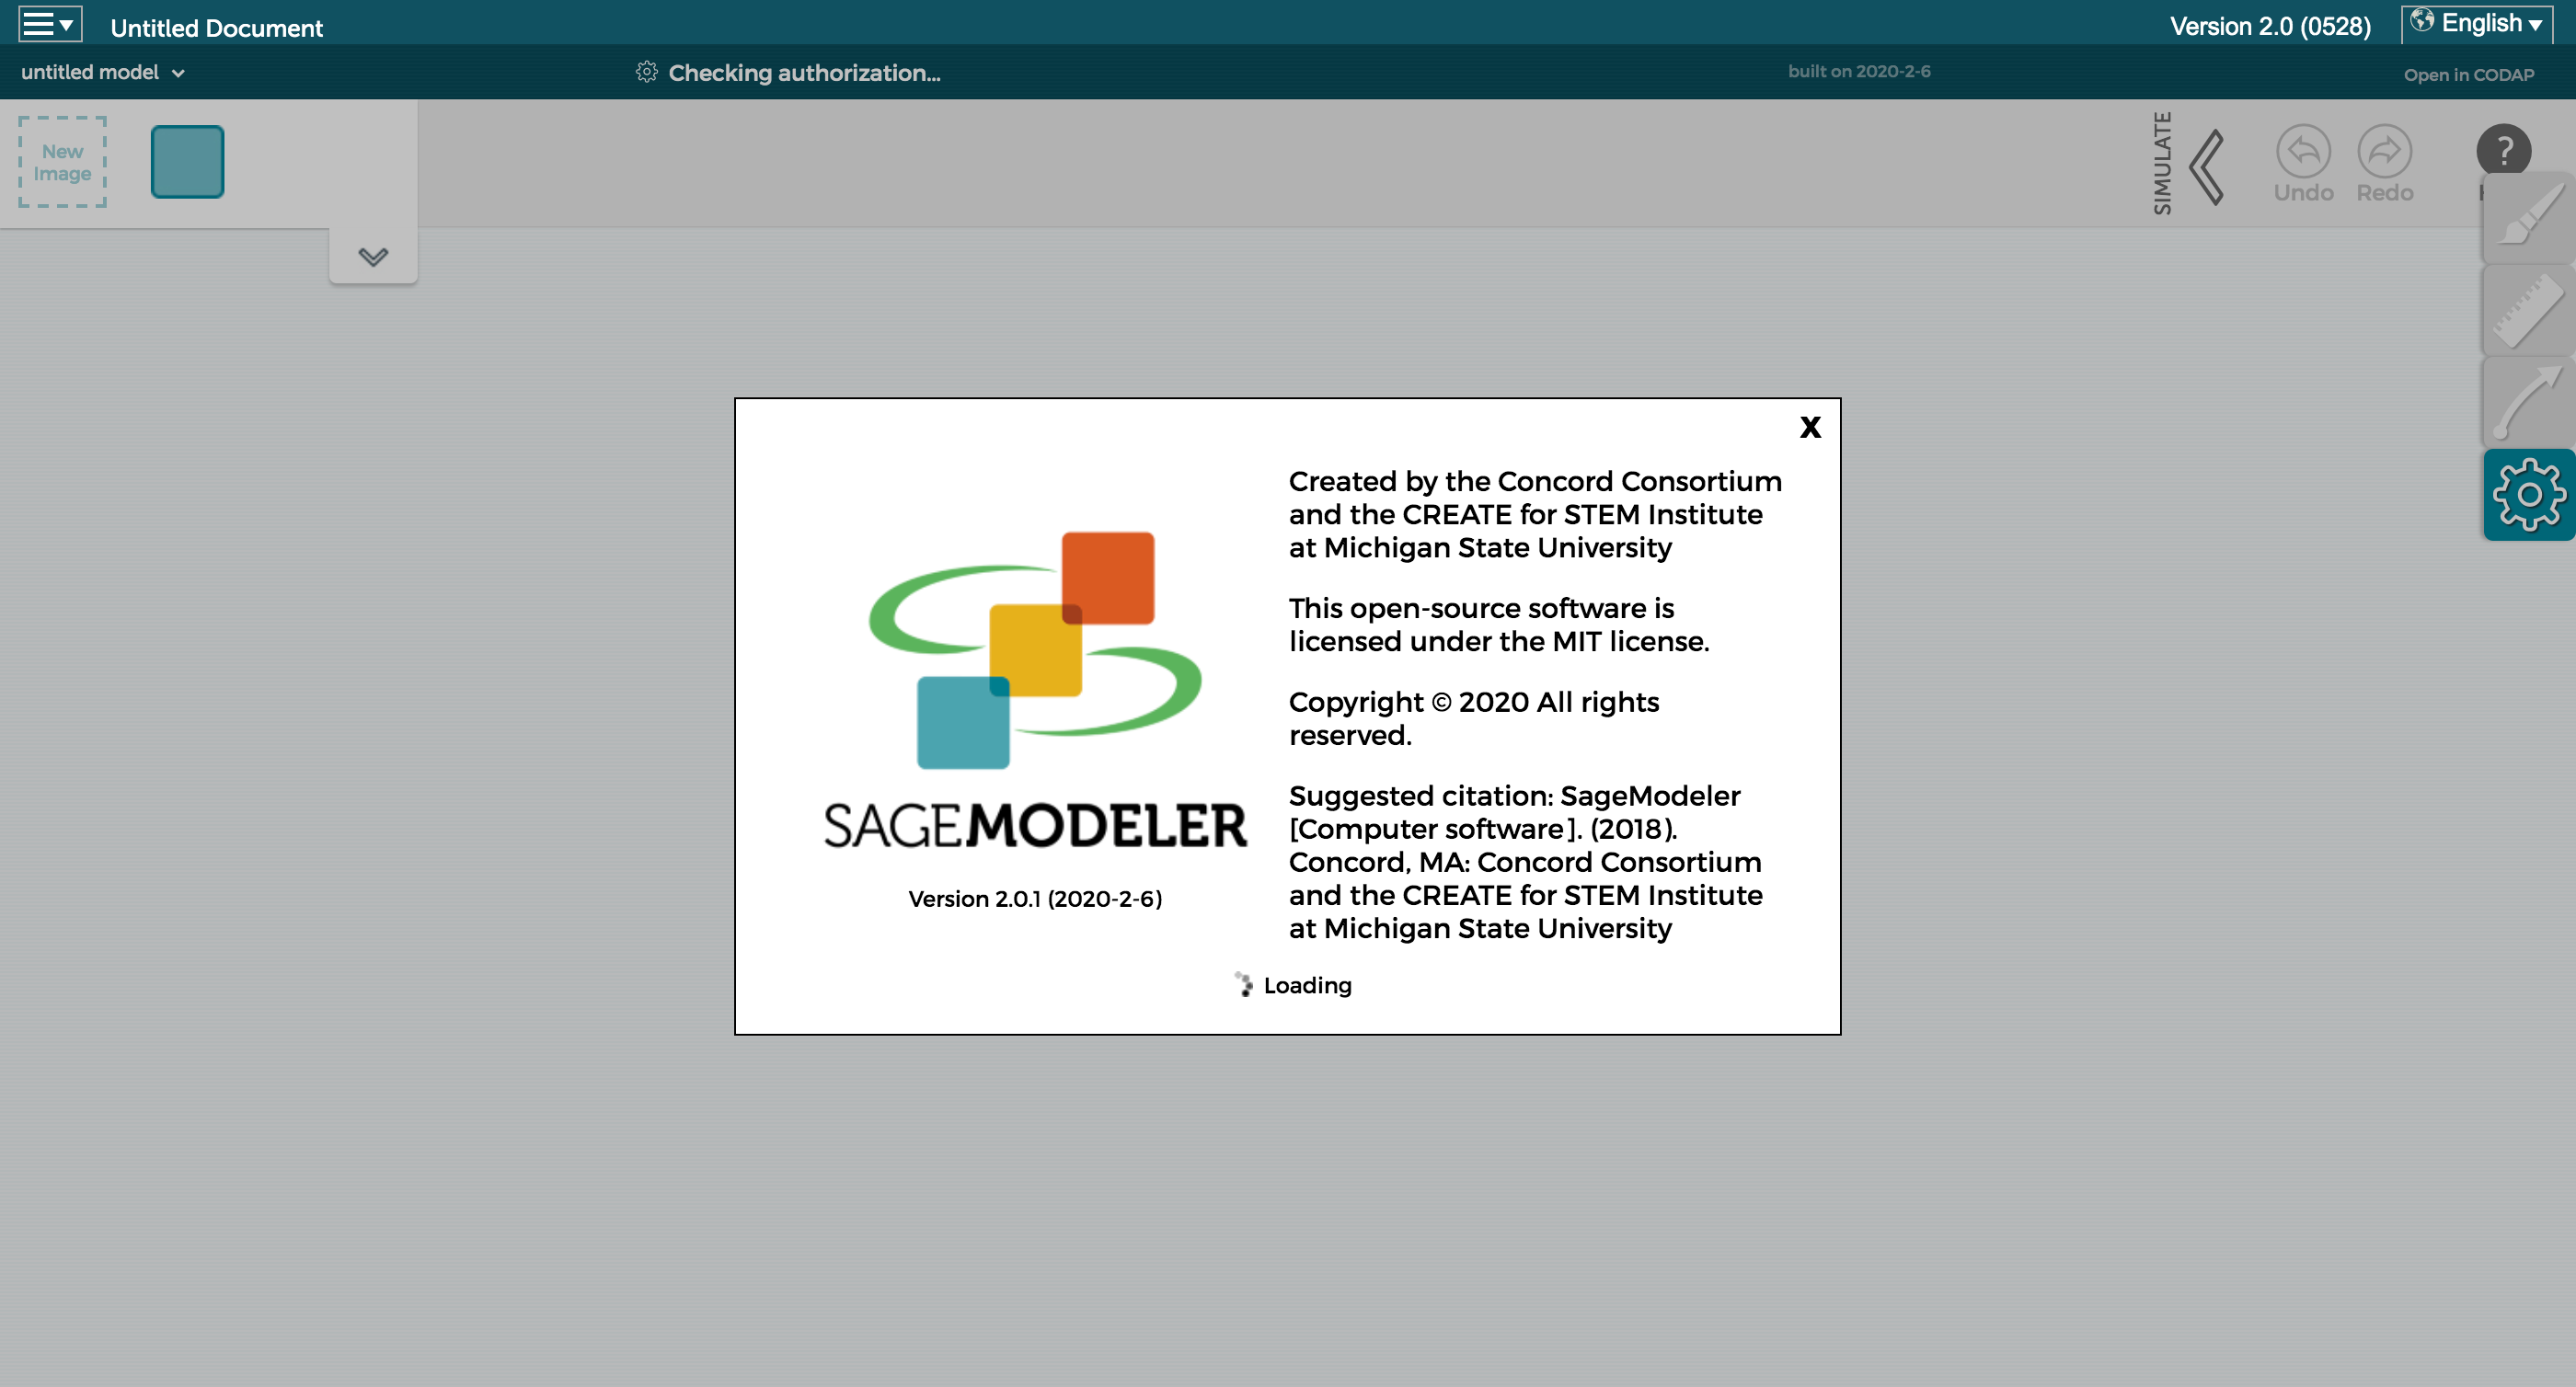 Untitled Document
Version 2.0 (0528)
English
untitled model
Checking authorization...
built on 2020-2-6
Open in CODAP
New
Image
SIMULATE
Undo
Redo
?
X
Created by the Concord Consortium
and the CREATE for STEM Institute
at Michigan State University
This open-source software is
licensed under the MIT license.
Copyright © 2020 All rights
reserved.
Suggested citation: SageModeler
[Computer software]. (2018).
Concord, MA: Concord Consortium
and the CREATE for STEM Institute
at Michigan State University
SAGEMODELER
Version 2.0.1 (2020-2-6)
Loading